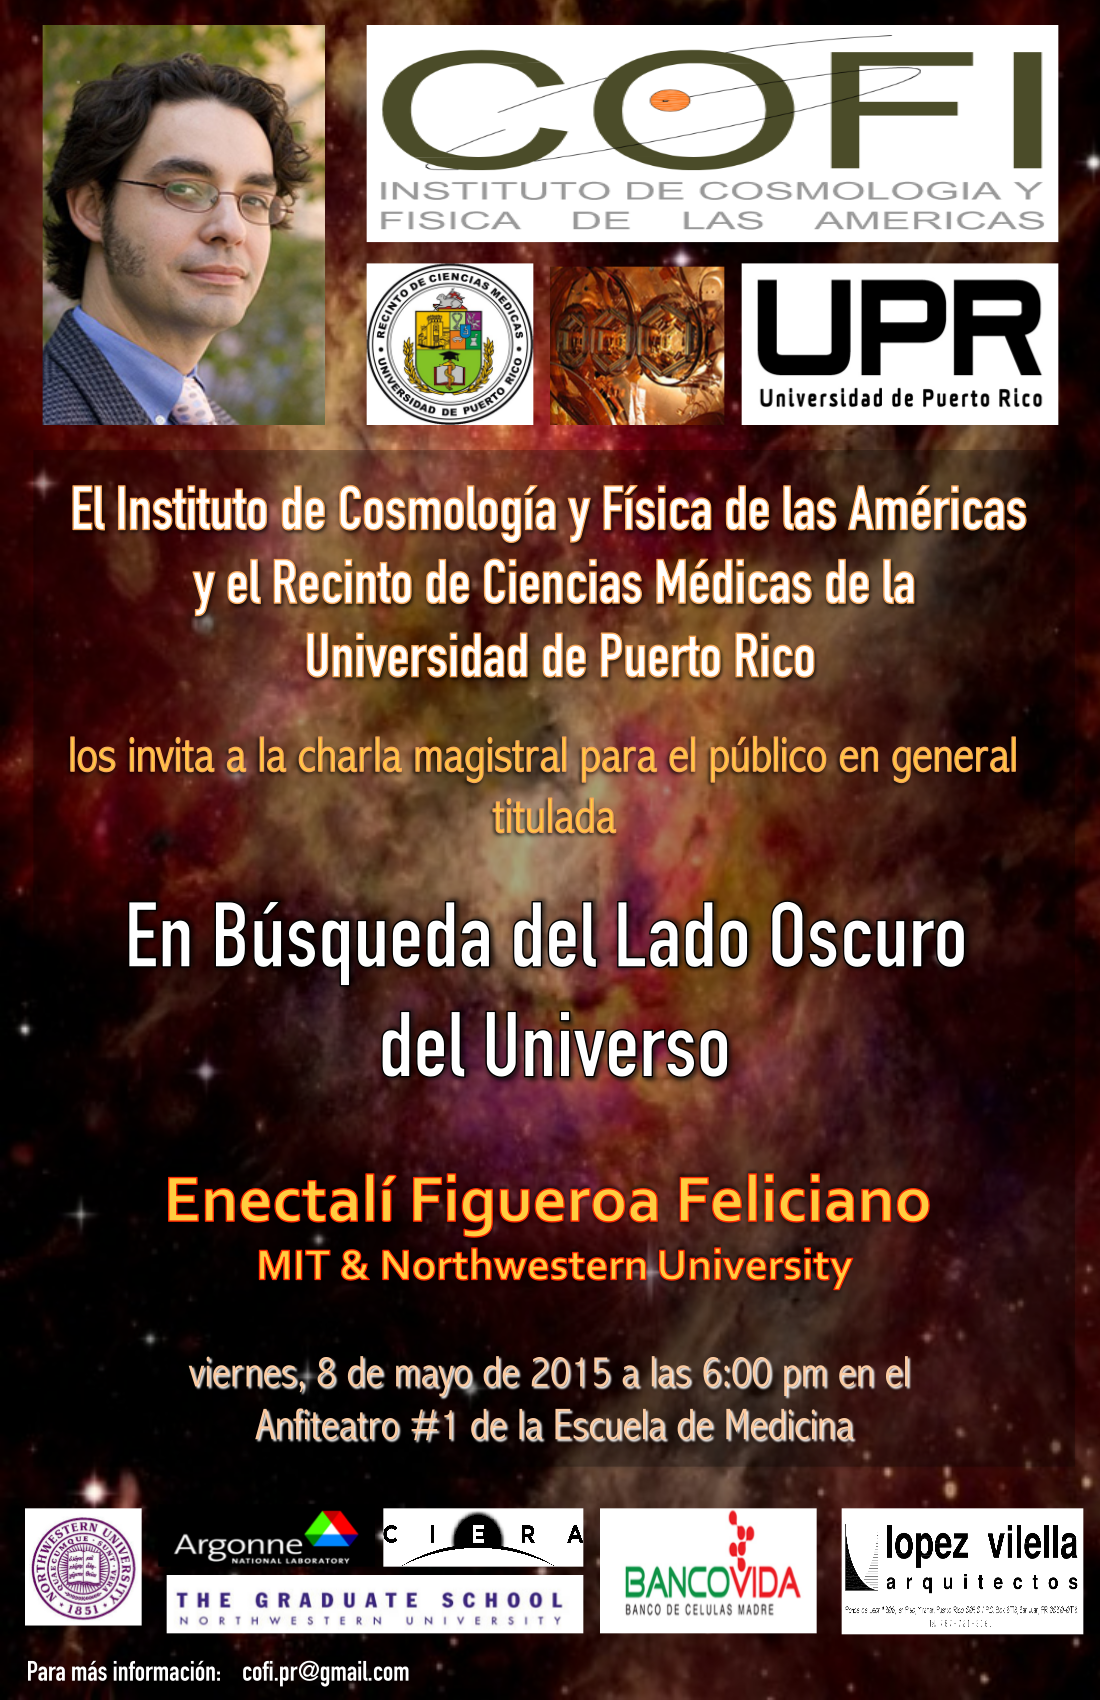 COFI
INSTITUTO DE COSMOLOGIA Y
FISICA DE LAS AMERICAS
RECINTO DE CIENCIAS MEDICAS
UNIVERSIDAD DE PUERTO RICO
UPR
Universidad de Puerto Rico
El Instituto de Cosmología y Física de las Américas
y el Recinto de Ciencias Médicas de la
Universidad de Puerto Rico
los invita a la charla magistral para el público en general
titulada
En Búsqueda del Lado Oscuro
del Universo
Enectalí Figueroa Feliciano
MIT & Northwestern University
viernes, 8 de mayo de 2015 a las 6:00 pm en el
Anfiteatro #1 de la Escuela de Medicina
NORTHWESTERN UNIVERSITY
QUAECUMQUE SUNT VERA
1851
Argonne
NATIONAL LABORATORY
CIERA
THE GRADUATE SCHOOL
NORTHWESTERN UNIVERSITY
BANCOVIDA
BANCO DE CELULAS MADRE
lopez vilella
arquitectos
Para más información: cofi.pr@gmail.com